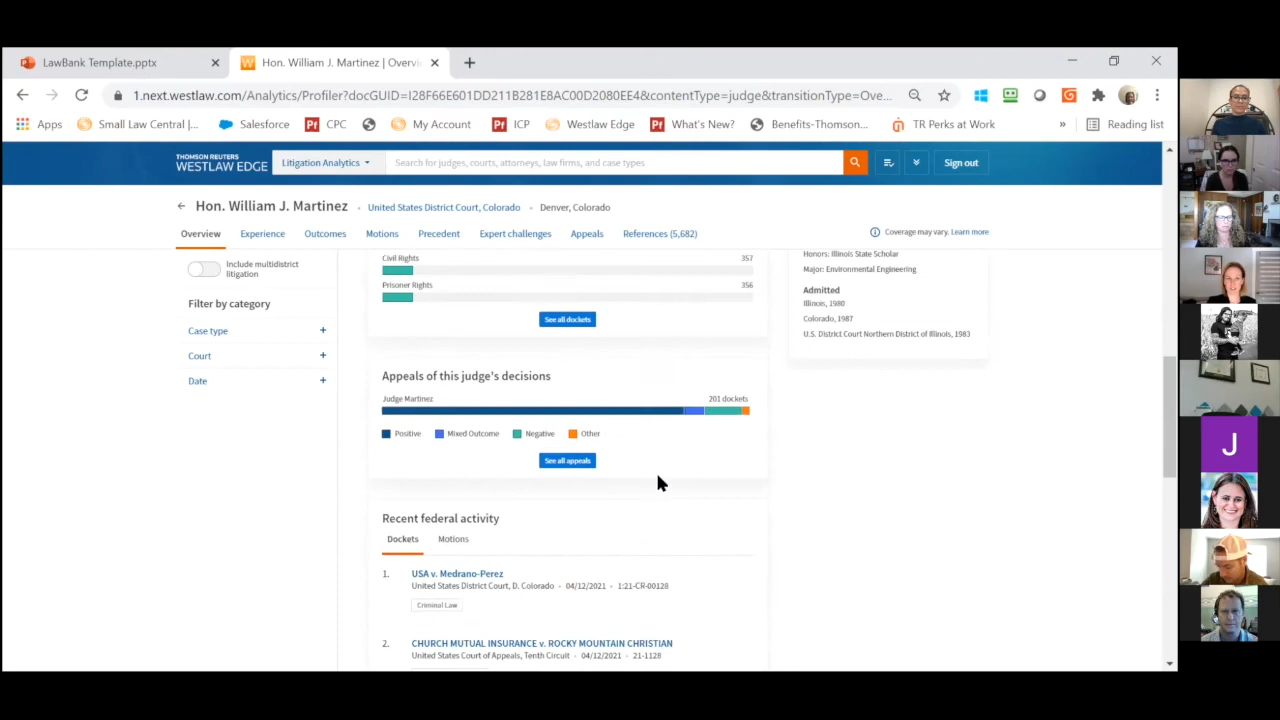 LawBank Template.pptx
Hon. William J. Martinez | Overvi
1.next.westlaw.com/Analytics/Profiler?docGUID=I28F66E601DD211B281E8AC00D2080EE4&contentType=judge&transitionType=Ove...
Apps Small Law Central |... Salesforce CPC My Account ICP Westlaw Edge What's New? Benefits-Thomson... TR Perks at Work » Reading list
THOMSON REUTERS
WESTLAW EDGE
Litigation Analytics
Search for judges, courts, attorneys, law firms, and case types
Sign out
Hon. William J. Martinez • United States District Court, Colorado • Denver, Colorado
Overview Experience Outcomes Motions Precedent Expert challenges Appeals References (5,682)
Coverage may vary. Learn more
Include multidistrict
litigation
Filter by category
Case type +
Court +
Date +
Civil Rights 357
Prisoner Rights 356
See all dockets
Honors: Illinois State Scholar
Major: Environmental Engineering
Admitted
Illinois, 1980
Colorado, 1987
U.S. District Court Northern District of Illinois, 1983
Appeals of this judge's decisions
Judge Martinez 201 dockets
Positive Mixed Outcome Negative Other
See all appeals
Recent federal activity
Dockets Motions
1. USA v. Medrano-Perez
United States District Court, D. Colorado • 04/12/2021 • 1:21-CR-00128
Criminal Law
2. CHURCH MUTUAL INSURANCE v. ROCKY MOUNTAIN CHRISTIAN
United States Court of Appeals, Tenth Circuit • 04/12/2021 • 21-1128
J